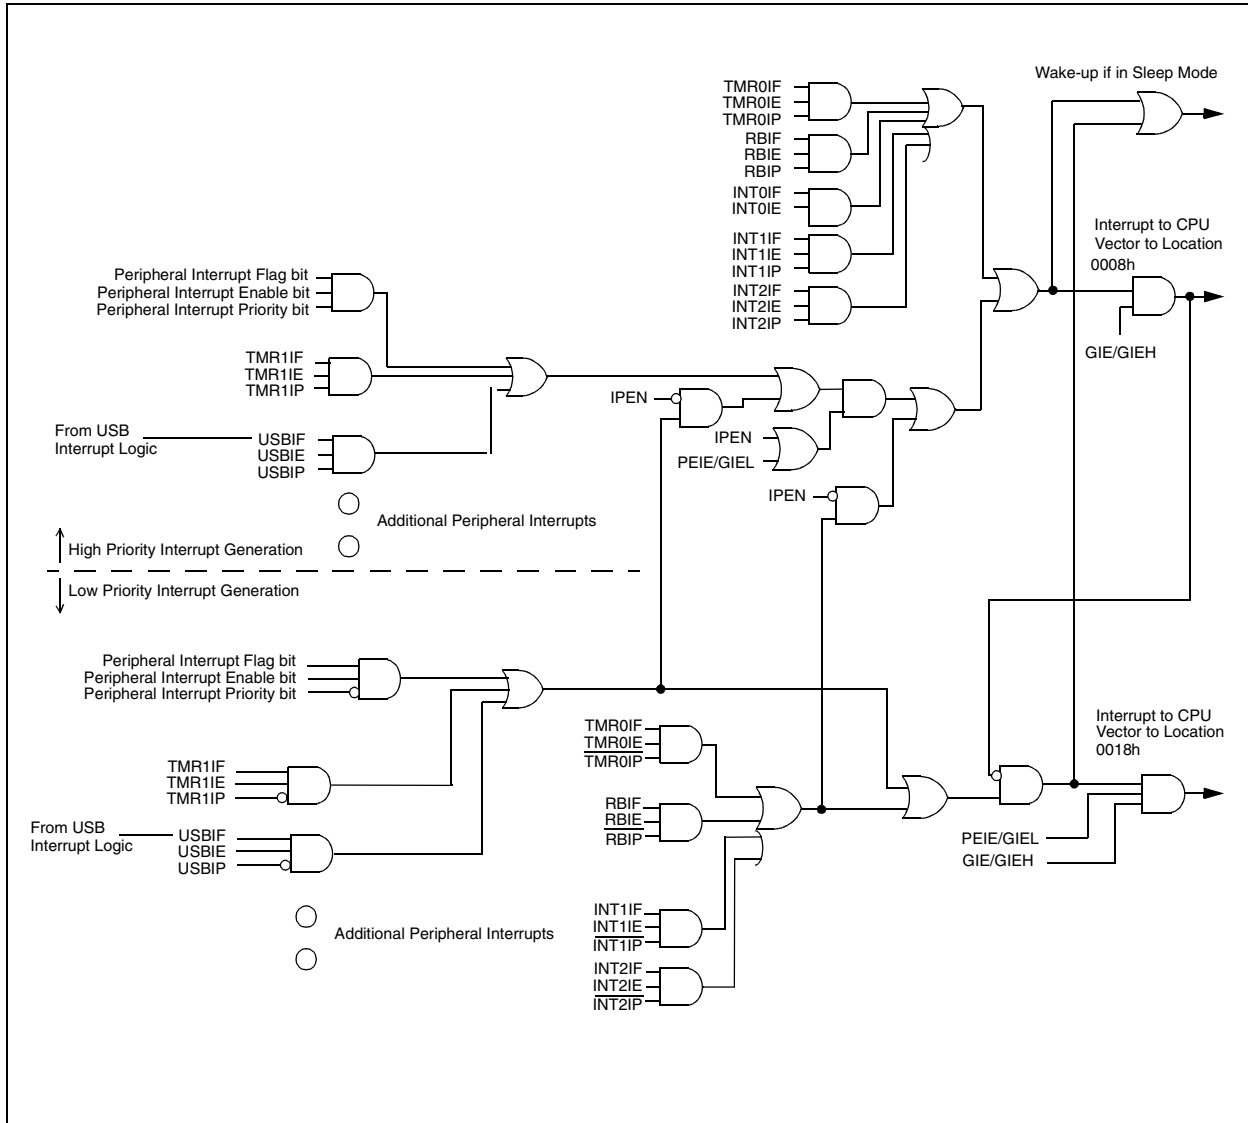 Wake-up if in Sleep Mode
TMR0IF
TMR0IE
TMR0IP
RBIF
RBIE
RBIP
INT0IF
INT0IE
INT1IF
INT1IE
INT1IP
INT2IF
INT2IE
INT2IP
Interrupt to CPU
Vector to Location
0008h
GIE/GIEH
Peripheral Interrupt Flag bit
Peripheral Interrupt Enable bit
Peripheral Interrupt Priority bit
TMR1IF
TMR1IE
TMR1IP
From USB
Interrupt Logic
USBIF
USBIE
USBIP
IPEN
IPEN
PEIE/GIEL
IPEN
Additional Peripheral Interrupts
High Priority Interrupt Generation
Low Priority Interrupt Generation
Peripheral Interrupt Flag bit
Peripheral Interrupt Enable bit
Peripheral Interrupt Priority bit
TMR1IF
TMR1IE
TMR1IP
From USB
Interrupt Logic
USBIF
USBIE
USBIP
Additional Peripheral Interrupts
TMR0IF
TMR0IE
TMR0IP
RBIF
RBIE
RBIP
INT1IF
INT1IE
INT1IP
INT2IF
INT2IE
INT2IP
Interrupt to CPU
Vector to Location
0018h
PEIE/GIEL
GIE/GIEH